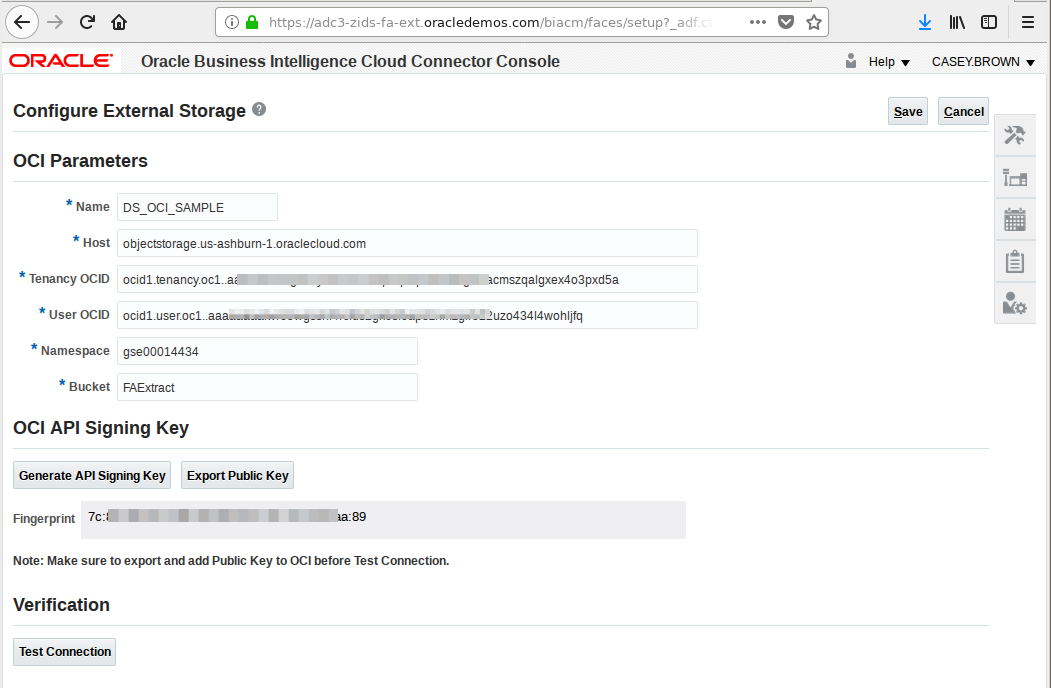 https://adc3-zids-fa-ext.oracledemos.com/biacm/faces/setup?_adf.ct
ORACLE Oracle Business Intelligence Cloud Connector Console Help CASEY.BROWN
Configure External Storage ? Save Cancel
OCI Parameters
* Name DS_OCI_SAMPLE
* Host objectstorage.us-ashburn-1.oraclecloud.com
* Tenancy OCID ocid1.tenancy.oc1..aa acmszqalgxex4o3pxd5a
* User OCID ocid1.user.oc1..aaa uzo434l4wohljfq
* Namespace gse00014434
* Bucket FAExtract
OCI API Signing Key
Generate API Signing Key Export Public Key
Fingerprint 7c: aa:89
Note: Make sure to export and add Public Key to OCI before Test Connection.
Verification
Test Connection